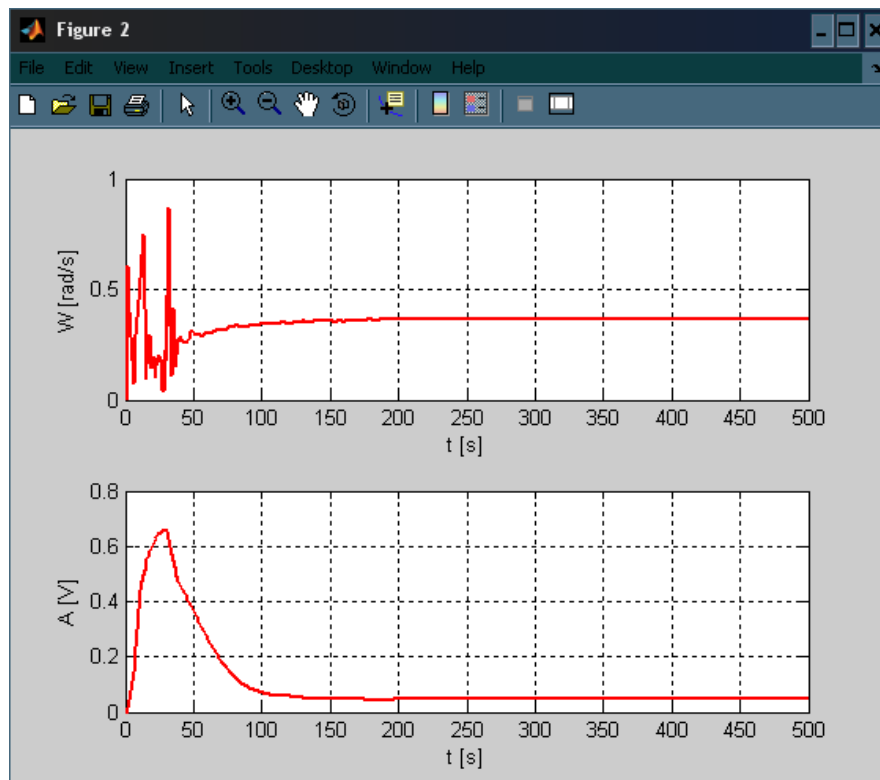 Figure 2
File Edit View Insert Tools Desktop Window Help
1
0.5
0
W [rad/s]
0 50 100 150 200 250 300 350 400 450 500
t [s]
0.8
0.6
0.4
0.2
0
A [V]
0 50 100 150 200 250 300 350 400 450 500
t [s]